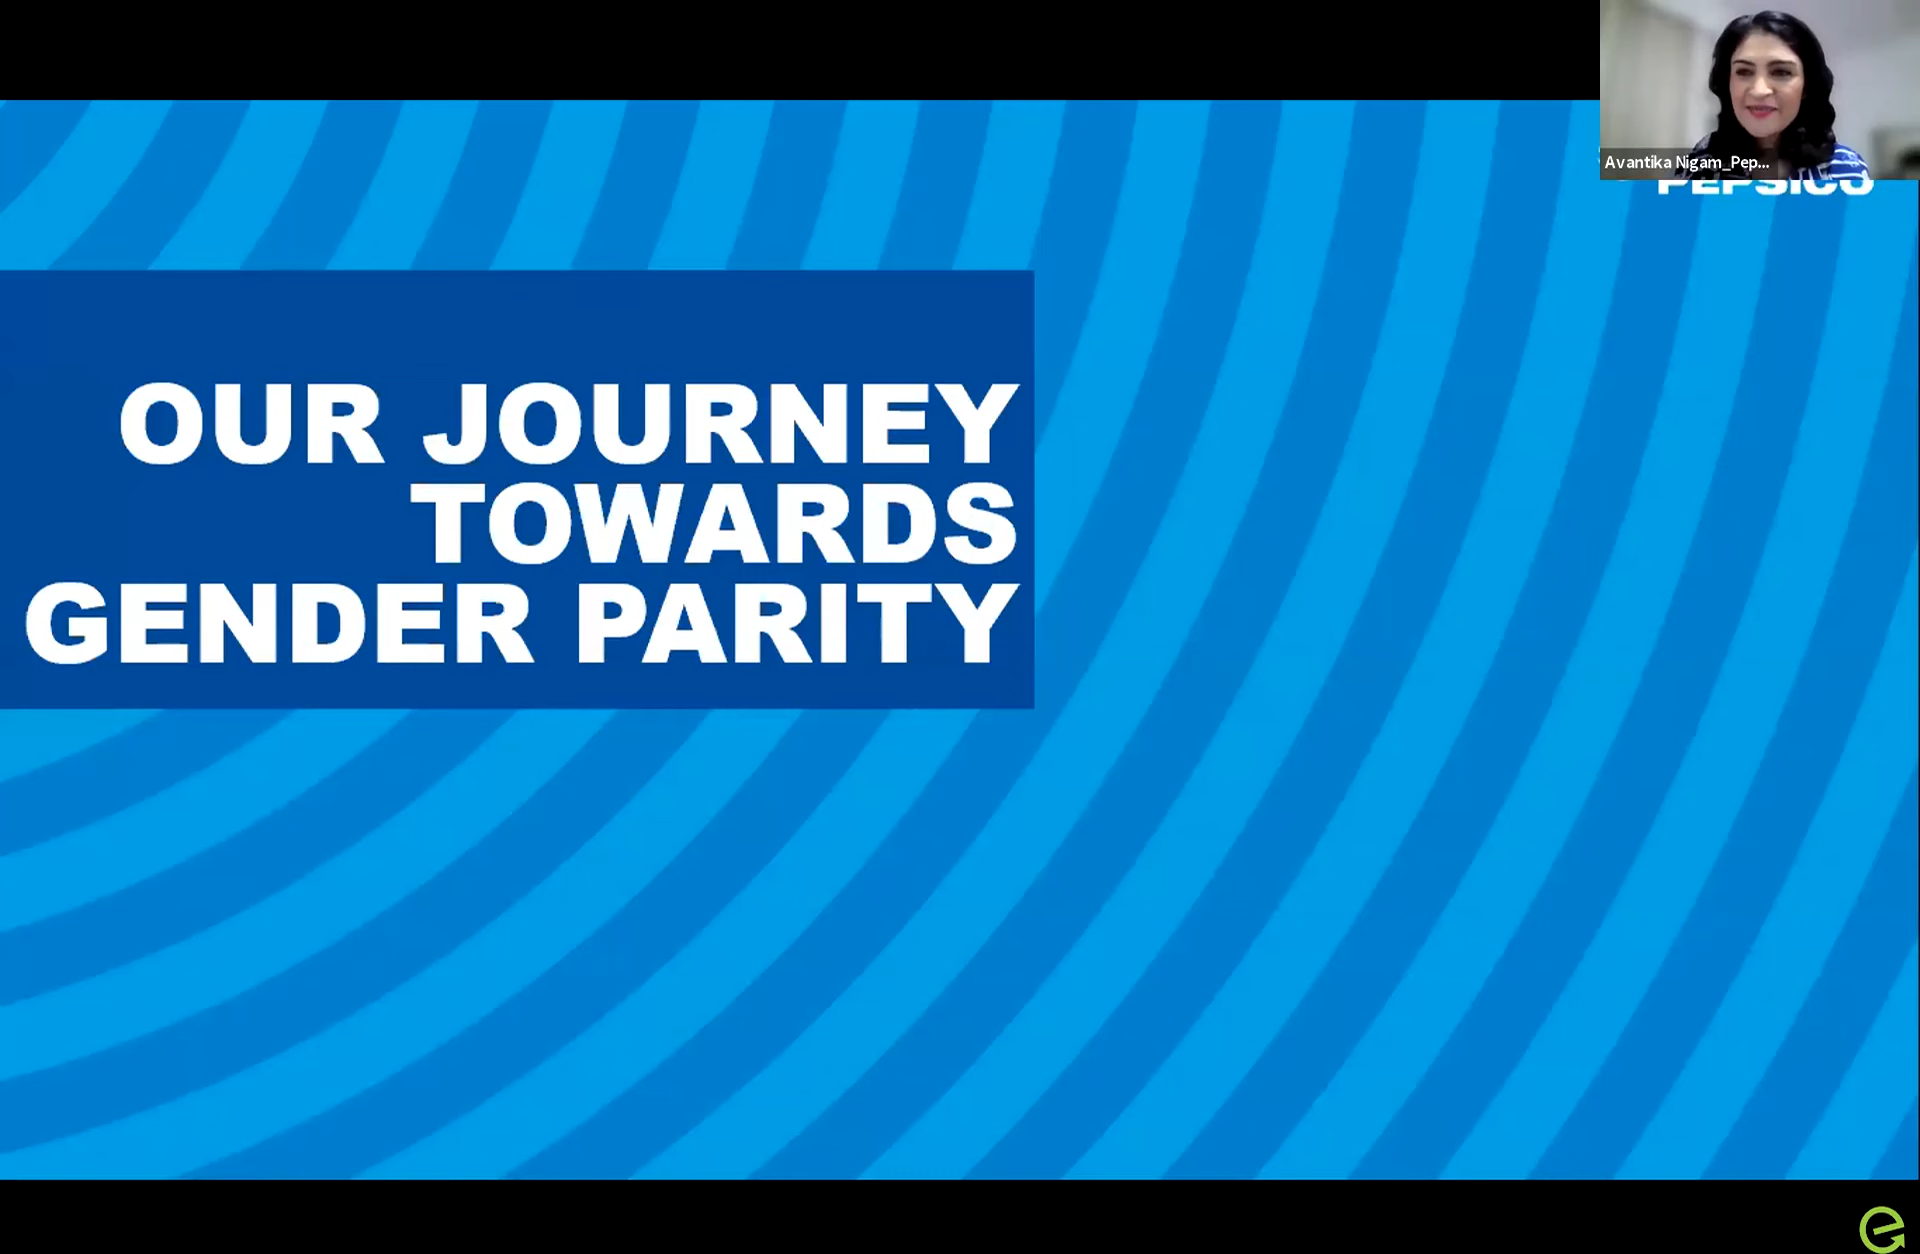 Avantika Nigam_Pep...
PEPSICO
OUR JOURNEY
TOWARDS
GENDER PARITY